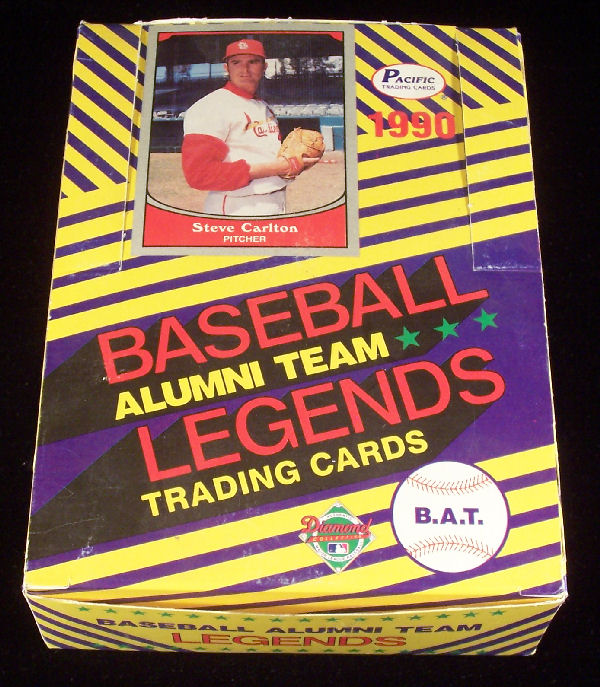 PACIFIC
TRADING CARDS
1990
Cardinals
Steve Carlton
PITCHER
BASEBALL
ALUMNI TEAM
LEGENDS
TRADING CARDS
Diamond
COLLECTION
B.A.T.
BASEBALL ALUMNI TEAM
LEGENDS